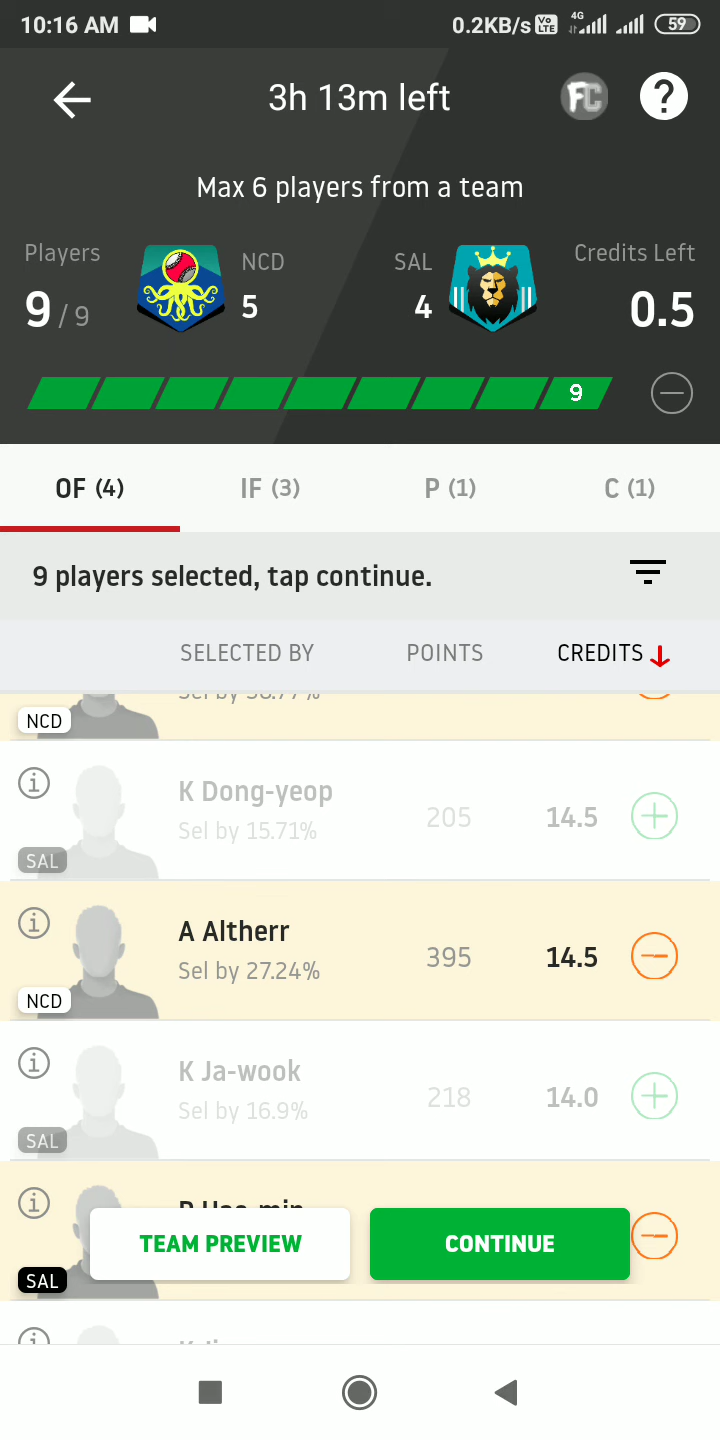 10:16 AM 0.2KB/s Vo LTE 4G 59
3h 13m left FC ?
Max 6 players from a team
Players NCD SAL Credits Left
9 / 9 5 4 0.5
9
OF (4) IF (3) P (1) C (1)
9 players selected, tap continue.
SELECTED BY POINTS CREDITS
NCD
K Dong-yeop
Sel by 15.71% 205 14.5
SAL
A Altherr
Sel by 27.24% 395 14.5
NCD
K Ja-wook
Sel by 16.9% 218 14.0
SAL
TEAM PREVIEW CONTINUE
SAL